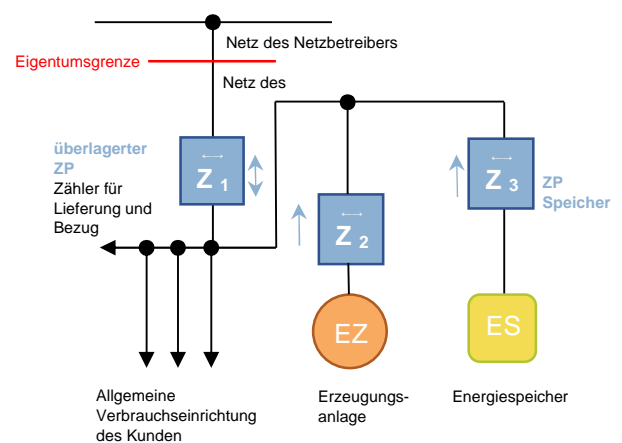 Netz des Netzbetreibers
Eigentumsgrenze
Netz des
überlagerter
ZP
Zähler für
Lieferung und
Bezug
Z 1
Z 2
Z 3
ZP
Speicher
EZ
ES
Allgemeine
Verbrauchseinrichtung
des Kunden
Erzeugungs-
anlage
Energiespeicher